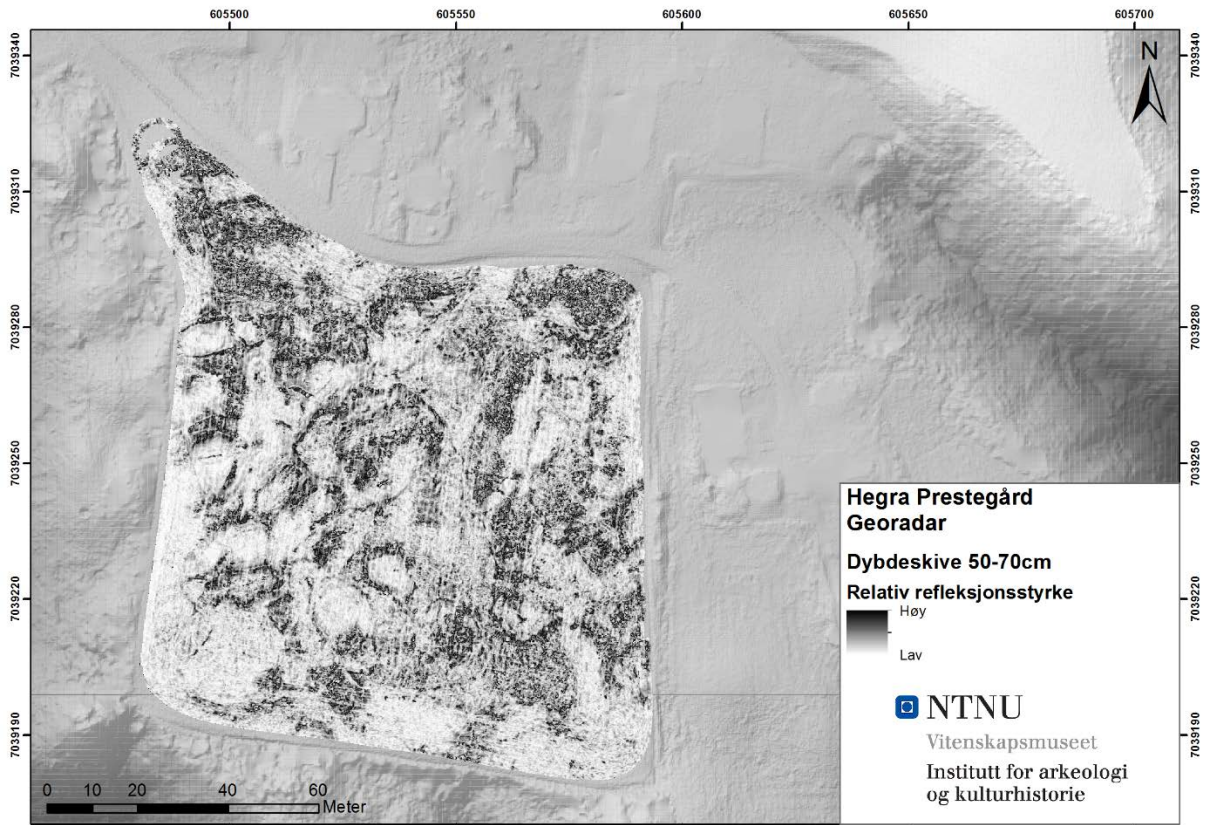 605500 605550 605600 605650 605700
7039340 7039340
N
7039310 7039310
7039280 7039280
7039250 7039250
Hegra Prestegård
Georadar
Dybdeskive 50-70cm
Relativ refleksjonsstyrke
Høy
Lav
7039220 7039220
NTNU
Vitenskapsmuseet
Institutt for arkeologi
og kulturhistorie
7039190 7039190
0 10 20 40 60
Meter